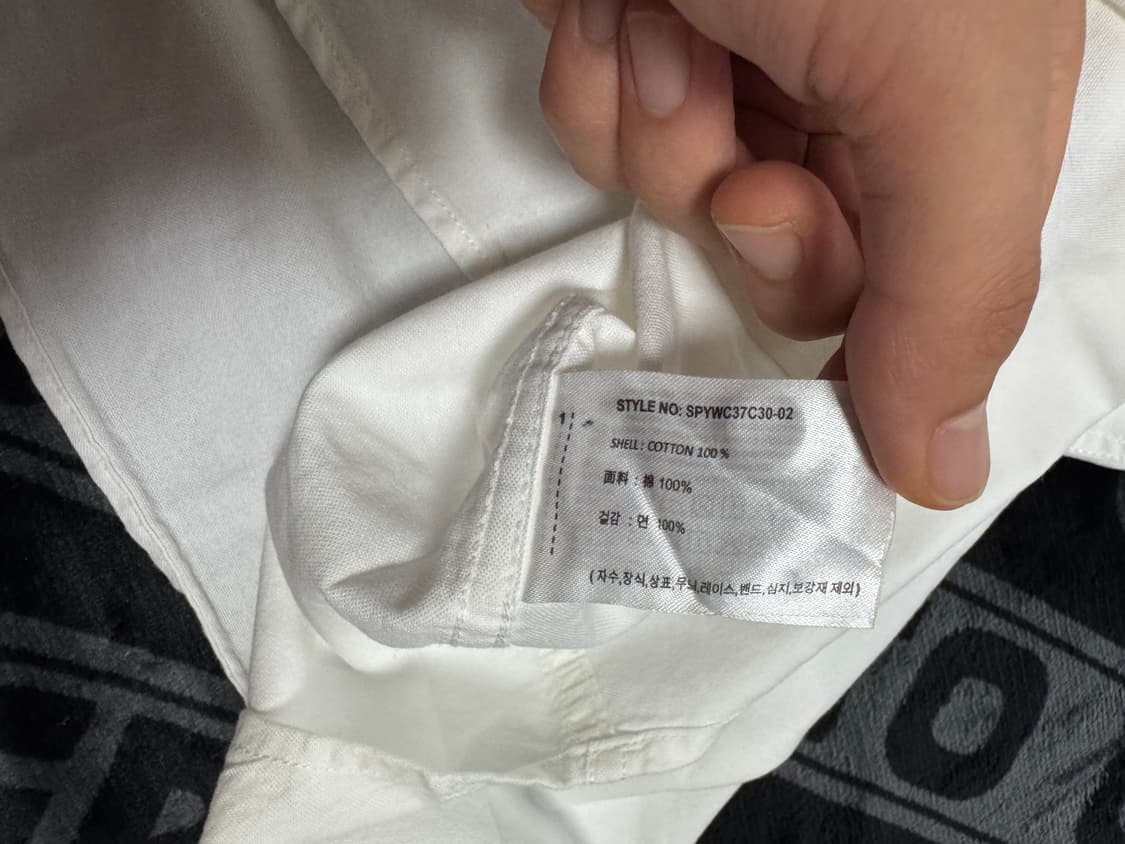 STYLE NO: SPYWC37C30-02
1
SHELL: COTTON 100%
面料 : 棉 100%
겉감 : 면 100%
(자수,장식,상표,무늬,레이스,밴드,심지,보강재 제외)